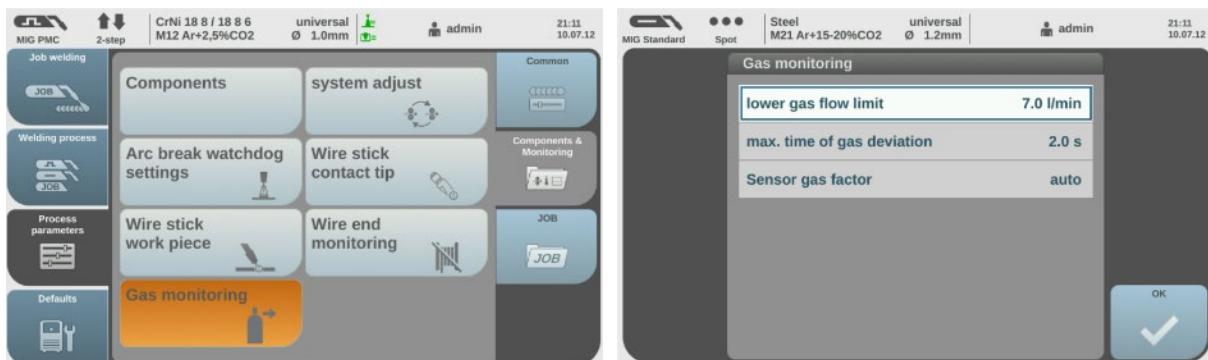 MIG PMC
2-step
CrNi 18 8 / 18 8 6
M12 Ar+2,5%CO2
universal
Ø 1.0mm
admin
21:11
10.07.12
Job welding
JOB
Welding process
JOB
Process
parameters
Defaults
Components
system adjust
Arc break watchdog
settings
Wire stick
contact tip
Wire stick
work piece
Wire end
monitoring
Gas monitoring
Common
Components &
Monitoring
JOB
JOB
MIG Standard
Spot
Steel
M21 Ar+15-20%CO2
universal
Ø 1.2mm
admin
21:11
10.07.12
Gas monitoring
lower gas flow limit 7.0 l/min
max. time of gas deviation 2.0 s
Sensor gas factor auto
OK